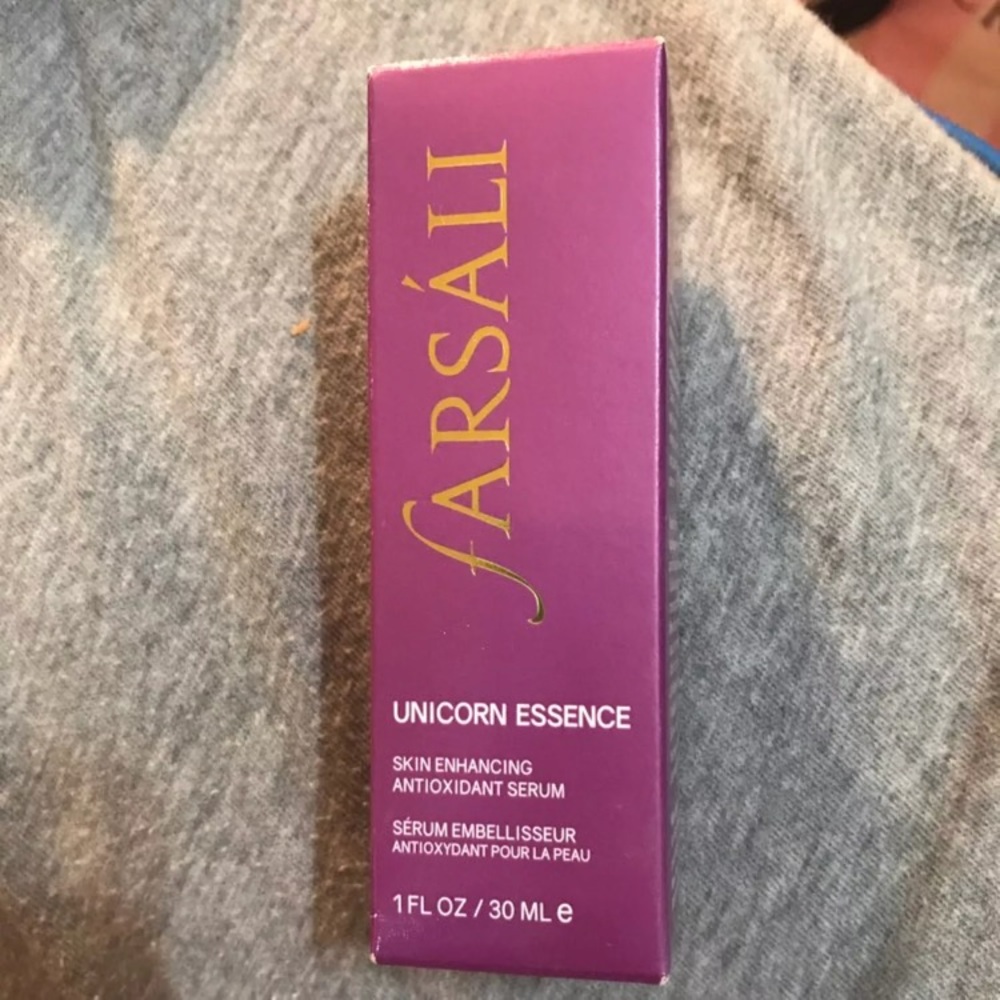 fARSÁLI
UNICORN ESSENCE
SKIN ENHANCING
ANTIOXIDANT SERUM
SÉRUM EMBELLISSEUR
ANTIOXYDANT POUR LA PEAU
1 FL OZ / 30 ML e